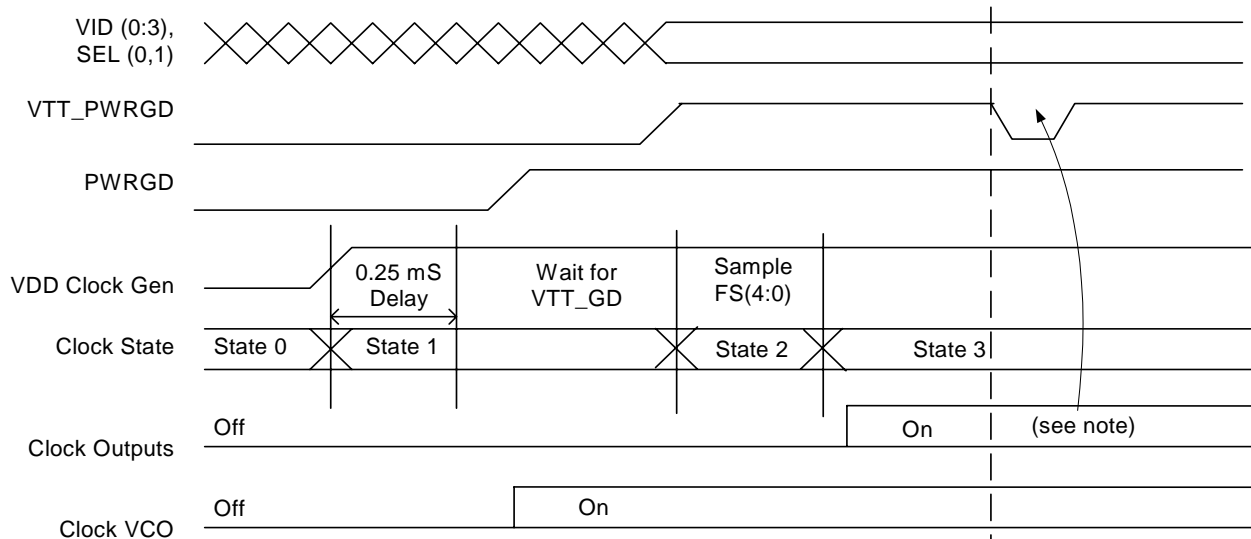 VID (0:3),
SEL (0,1)
VTT_PWRGD
PWRGD
VDD Clock Gen
0.25 mS
Delay
Wait for
VTT_GD
Sample
FS(4:0)
Clock State
State 0
State 1
State 2
State 3
Clock Outputs
Off
On
(see note)
Clock VCO
Off
On